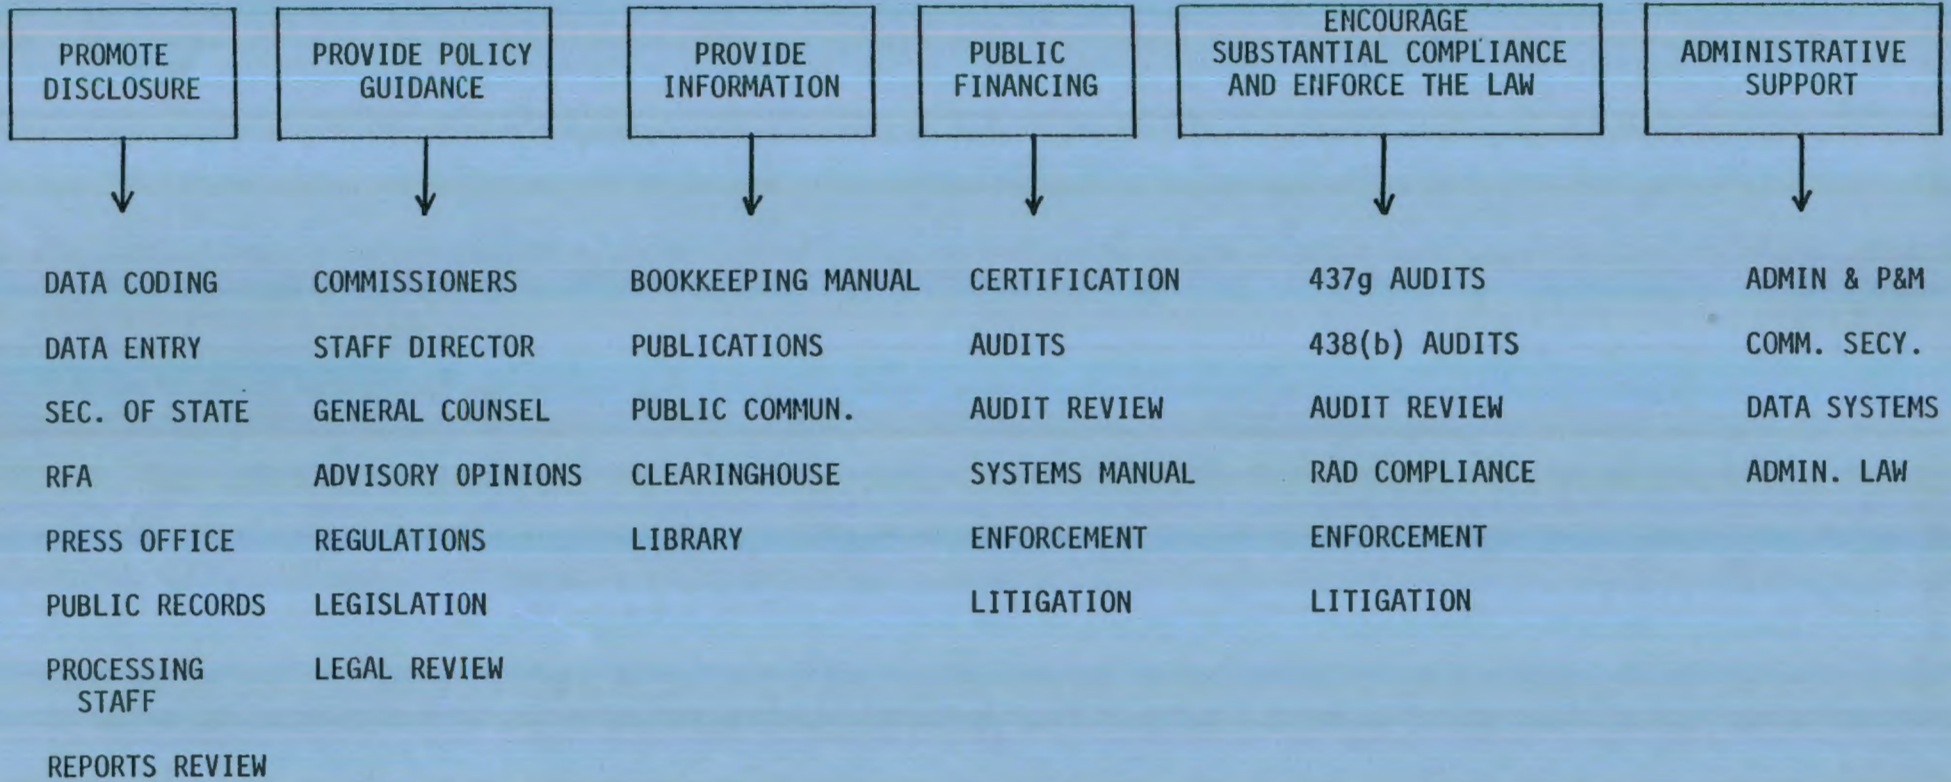 PROMOTE
DISCLOSURE
PROVIDE POLICY
GUIDANCE
PROVIDE
INFORMATION
PUBLIC
FINANCING
ENCOURAGE
SUBSTANTIAL COMPLIANCE
AND ENFORCE THE LAW
ADMINISTRATIVE
SUPPORT
DATA CODING
DATA ENTRY
SEC. OF STATE
RFA
PRESS OFFICE
PUBLIC RECORDS
PROCESSING
STAFF
REPORTS REVIEW
COMMISSIONERS
STAFF DIRECTOR
GENERAL COUNSEL
ADVISORY OPINIONS
REGULATIONS
LEGISLATION
LEGAL REVIEW
BOOKKEEPING MANUAL
PUBLICATIONS
PUBLIC COMMUN.
CLEARINGHOUSE
LIBRARY
CERTIFICATION
AUDITS
AUDIT REVIEW
SYSTEMS MANUAL
ENFORCEMENT
LITIGATION
437g AUDITS
438(b) AUDITS
AUDIT REVIEW
RAD COMPLIANCE
ENFORCEMENT
LITIGATION
ADMIN & P&M
COMM. SECY.
DATA SYSTEMS
ADMIN. LAW